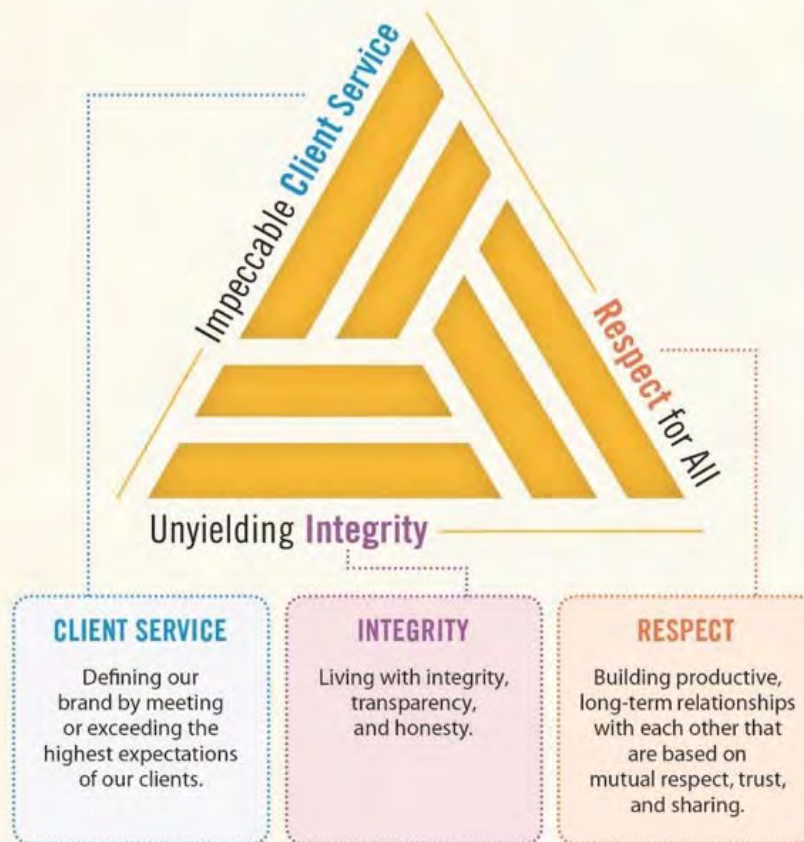 Impeccable Client Service
Respect for All
Unyielding Integrity
CLIENT SERVICE
Defining our
brand by meeting
or exceeding the
highest expectations
of our clients.
INTEGRITY
Living with integrity,
transparency,
and honesty.
RESPECT
Building productive,
long-term relationships
with each other that
are based on
mutual respect, trust,
and sharing.